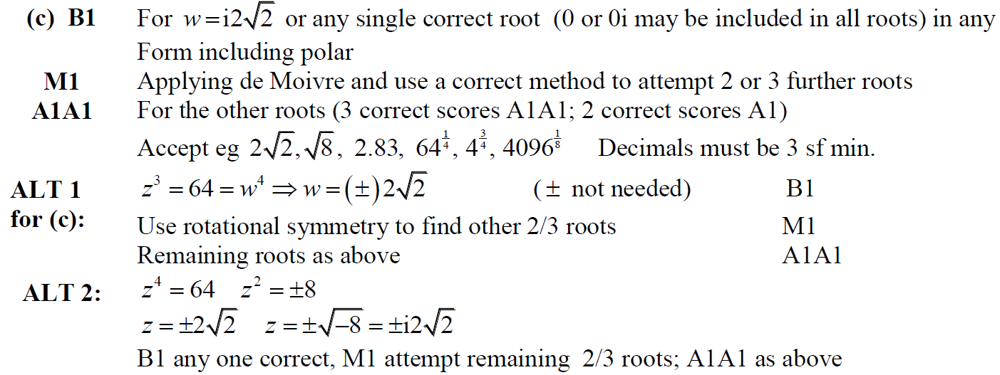 (c) B1 For w = i2√2 or any single correct root (0 or 0i may be included in all roots) in any
Form including polar
M1 Applying de Moivre and use a correct method to attempt 2 or 3 further roots
A1A1 For the other roots (3 correct scores A1A1; 2 correct scores A1)
Accept eg 2√2, √8, 2.83, 64^(1/4), 4^(3/4), 4096^(1/8) Decimals must be 3 sf min.
ALT 1 z³ = 64 = w⁴ ⇒ w = (±)2√2 (± not needed) B1
for (c): Use rotational symmetry to find other 2/3 roots M1
Remaining roots as above A1A1
ALT 2: z⁴ = 64 z² = ±8
z = ±2√2 z = ±√−8 = ±i2√2
B1 any one correct, M1 attempt remaining 2/3 roots; A1A1 as above